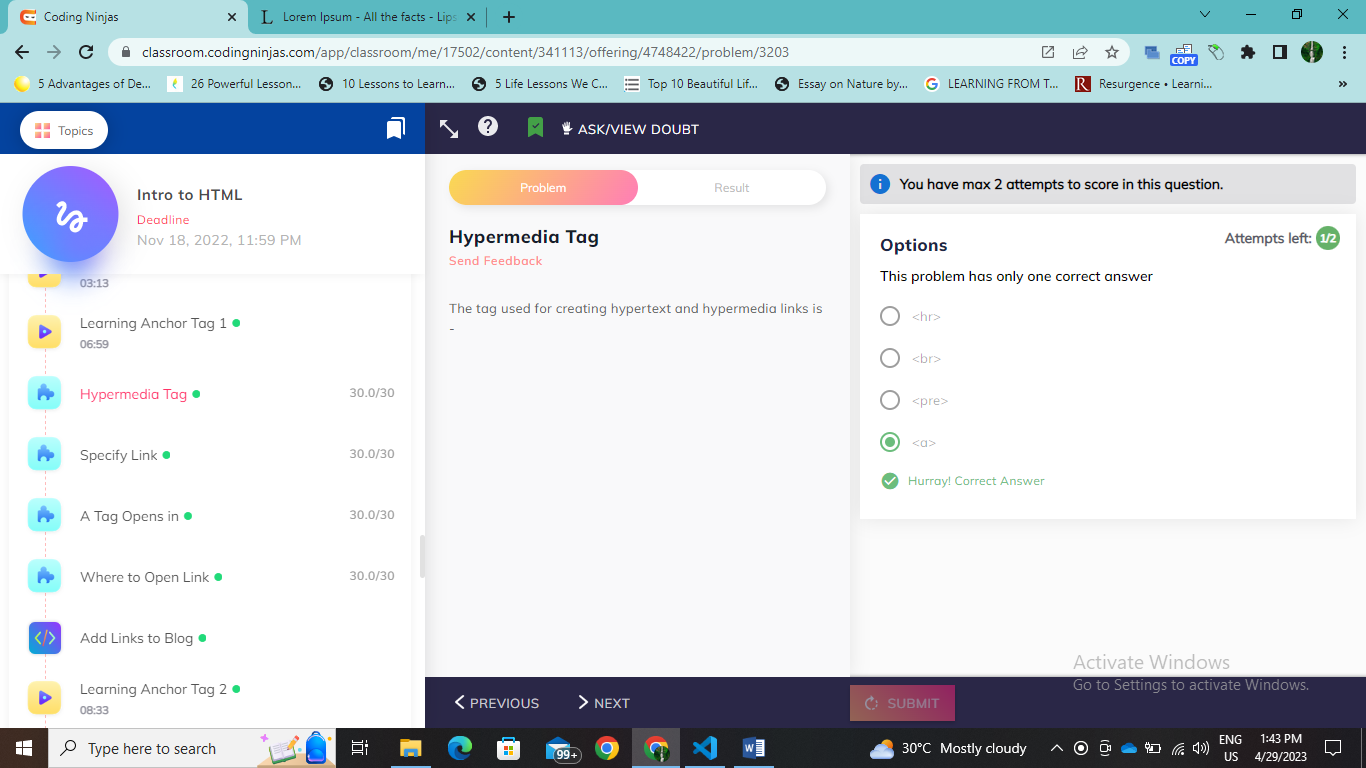 Coding Ninjas
Lorem Ipsum - All the facts - Lips
classroom.codingninjas.com/app/classroom/me/17502/content/341113/offering/4748422/problem/3203
COPY
5 Advantages of De...
26 Powerful Lesson...
10 Lessons to Learn...
5 Life Lessons We C...
Top 10 Beautiful Lif...
Essay on Nature by...
LEARNING FROM T...
Resurgence • Learni...
»
Topics
ASK/VIEW DOUBT
Intro to HTML
Deadline
Nov 18, 2022, 11:59 PM
03:13
Learning Anchor Tag 1
06:59
Hypermedia Tag
30.0/30
Specify Link
30.0/30
A Tag Opens in
30.0/30
Where to Open Link
30.0/30
Add Links to Blog
Learning Anchor Tag 2
08:33
Problem
Result
Hypermedia Tag
Send Feedback
The tag used for creating hypertext and hypermedia links is
-
PREVIOUS
NEXT
You have max 2 attempts to score in this question.
Options
Attempts left: 1/2
This problem has only one correct answer
<hr>
<br>
<pre>
<a>
Hurray! Correct Answer
Activate Windows
Go to Settings to activate Windows.
SUBMIT
Type here to search
99+
30°C Mostly cloudy
ENG
US
1:43 PM
4/29/2023